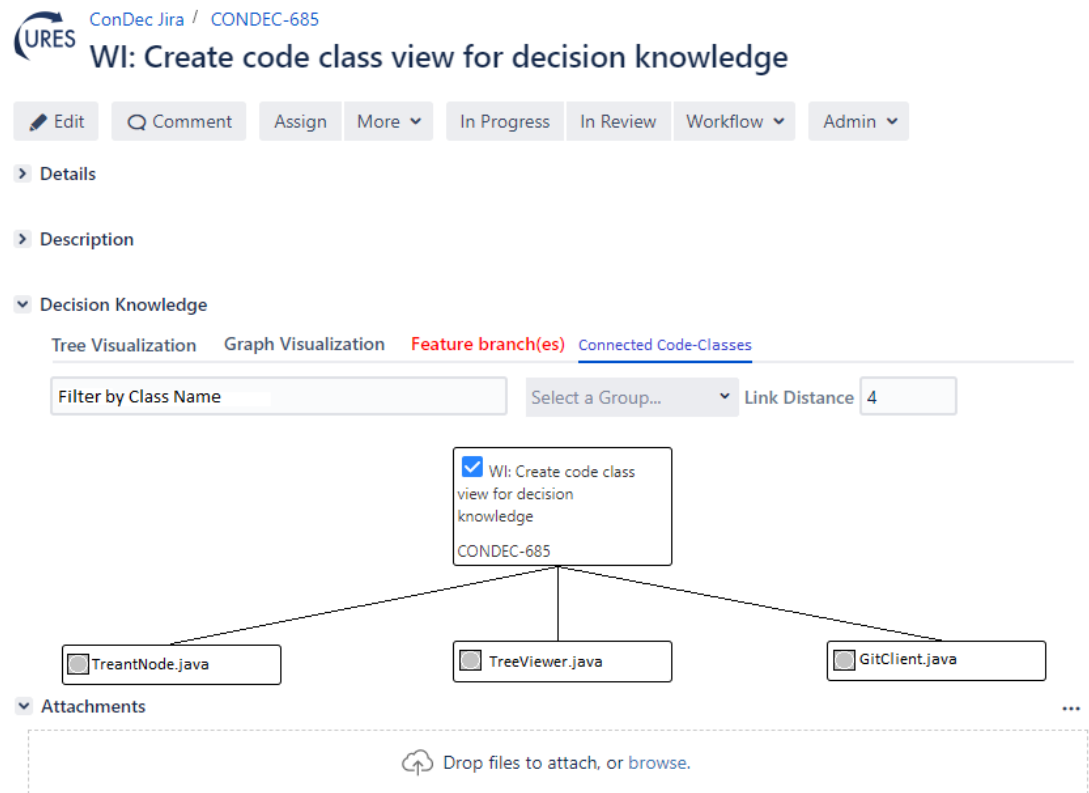 URES
ConDec Jira / CONDEC-685
WI: Create code class view for decision knowledge
Edit Comment Assign More In Progress In Review Workflow Admin
Details
Description
Decision Knowledge
Tree Visualization Graph Visualization Feature branch(es) Connected Code-Classes
Filter by Class Name Select a Group... Link Distance 4
WI: Create code class
view for decision
knowledge
CONDEC-685
TreantNode.java TreeViewer.java GitClient.java
Attachments
Drop files to attach, or browse.